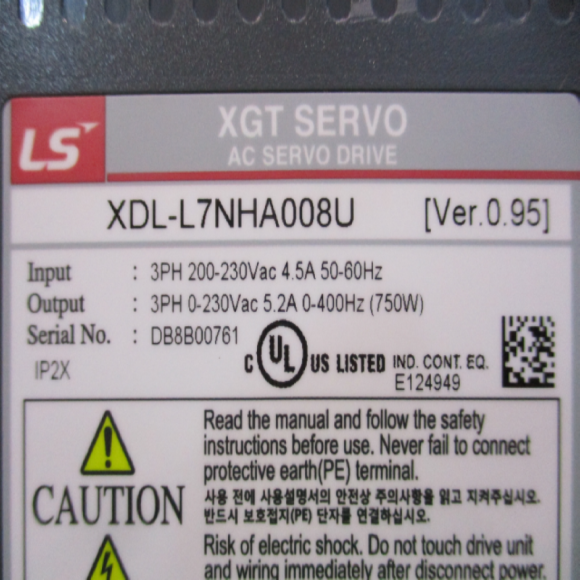 LS
XGT SERVO
AC SERVO DRIVE
XDL-L7NHA008U [Ver.0.95]
Input : 3PH 200-230Vac 4.5A 50-60Hz
Output : 3PH 0-230Vac 5.2A 0-400Hz (750W)
Serial No. : DB8B00761
IP2X
C UL US LISTED IND. CONT. EQ.
E124949
CAUTION
Read the manual and follow the safety
instructions before use. Never fail to connect
protective earth(PE) terminal.
사용 전에 사용설명서의 안전상 주의사항을 읽고 지켜주십시오.
반드시 보호접지(PE) 단자를 연결하십시오.
Risk of electric shock. Do not touch drive unit
and wiring immediately after disconnect power.